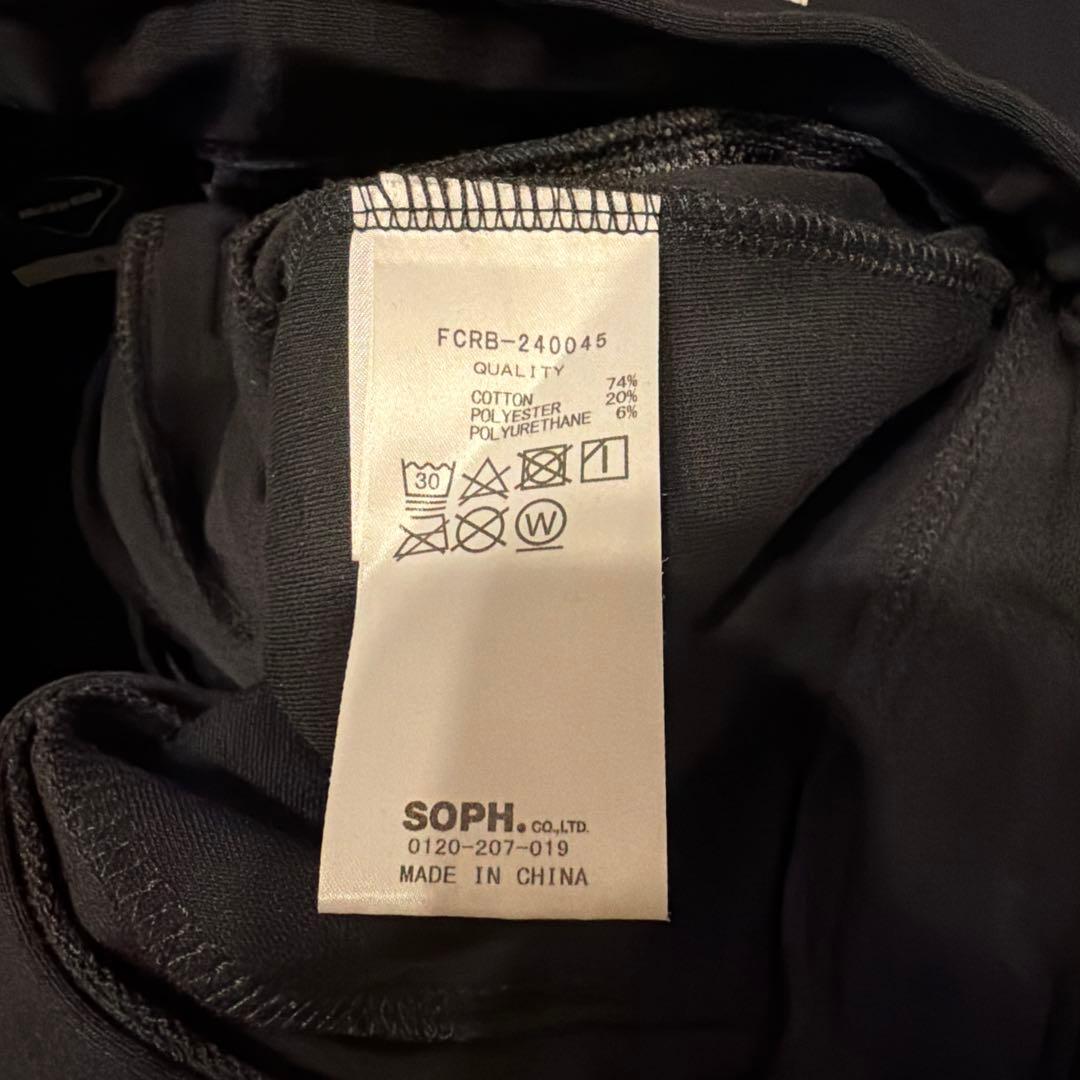 FCRB-240045
QUALITY
COTTON 74%
POLYESTER 20%
POLYURETHANE 6%
30
W
SOPH. CO.,LTD.
0120-207-019
MADE IN CHINA